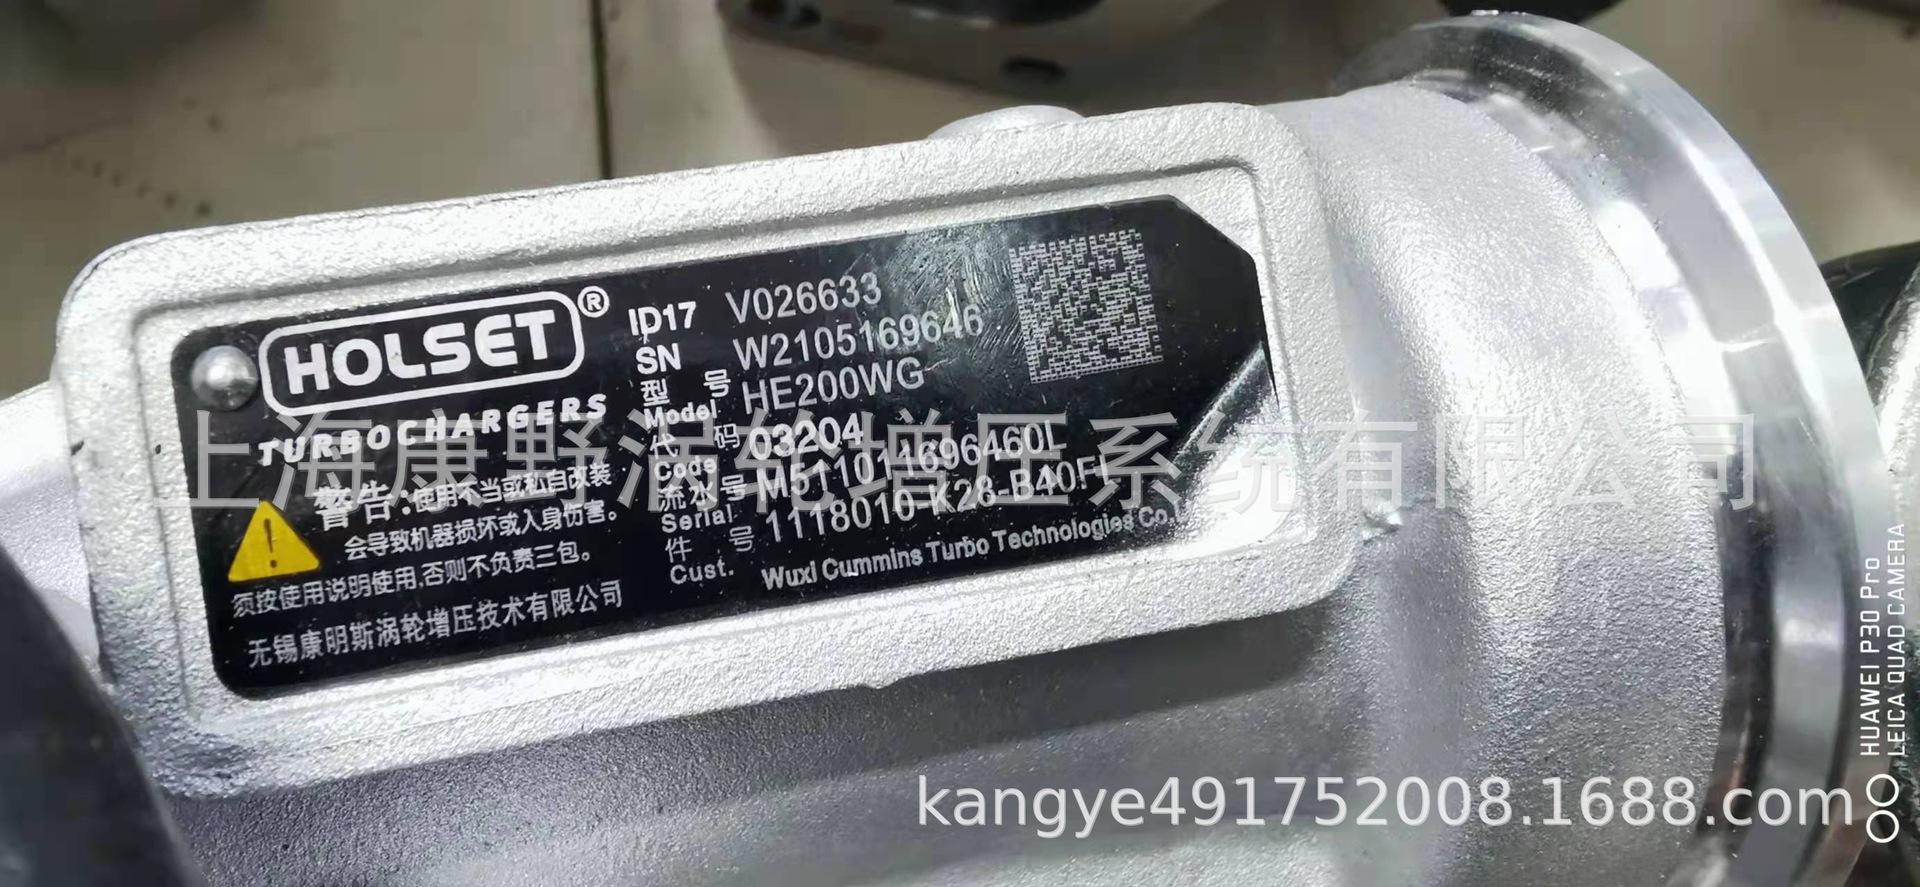 HOLSET®
TURBOCHARGERS
警告:使用不当或私自改装
会导致机器损坏或人身伤害。
须按使用说明使用,否则不负责三包。
无锡康明斯涡轮增压技术有限公司
ID17 V026633
SN W2105169646
型号 Model HE200WG
代码 Code 03204
流水号 Serial M511011696460L
件号 Cust. 1118010-K28-B40FL
Wuxi Cummins Turbo Technologies Co.
上海康野涡轮增压系统有限公司
kangye491752008.1688.com
HUAWEI P30 Pro
LEICA QUAD CAMERA